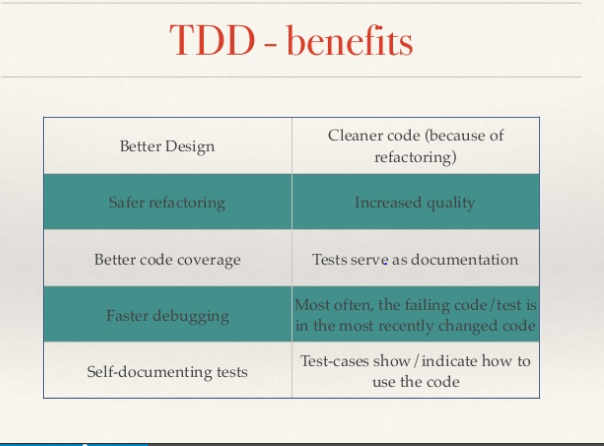 TDD - benefits
Better Design
Cleaner code (because of
refactoring)
Safer refactoring
Increased quality
Better code coverage
Tests serve as documentation
Faster debugging
Most often, the failing code/test is
in the most recently changed code
Self-documenting tests
Test-cases show/indicate how to
use the code